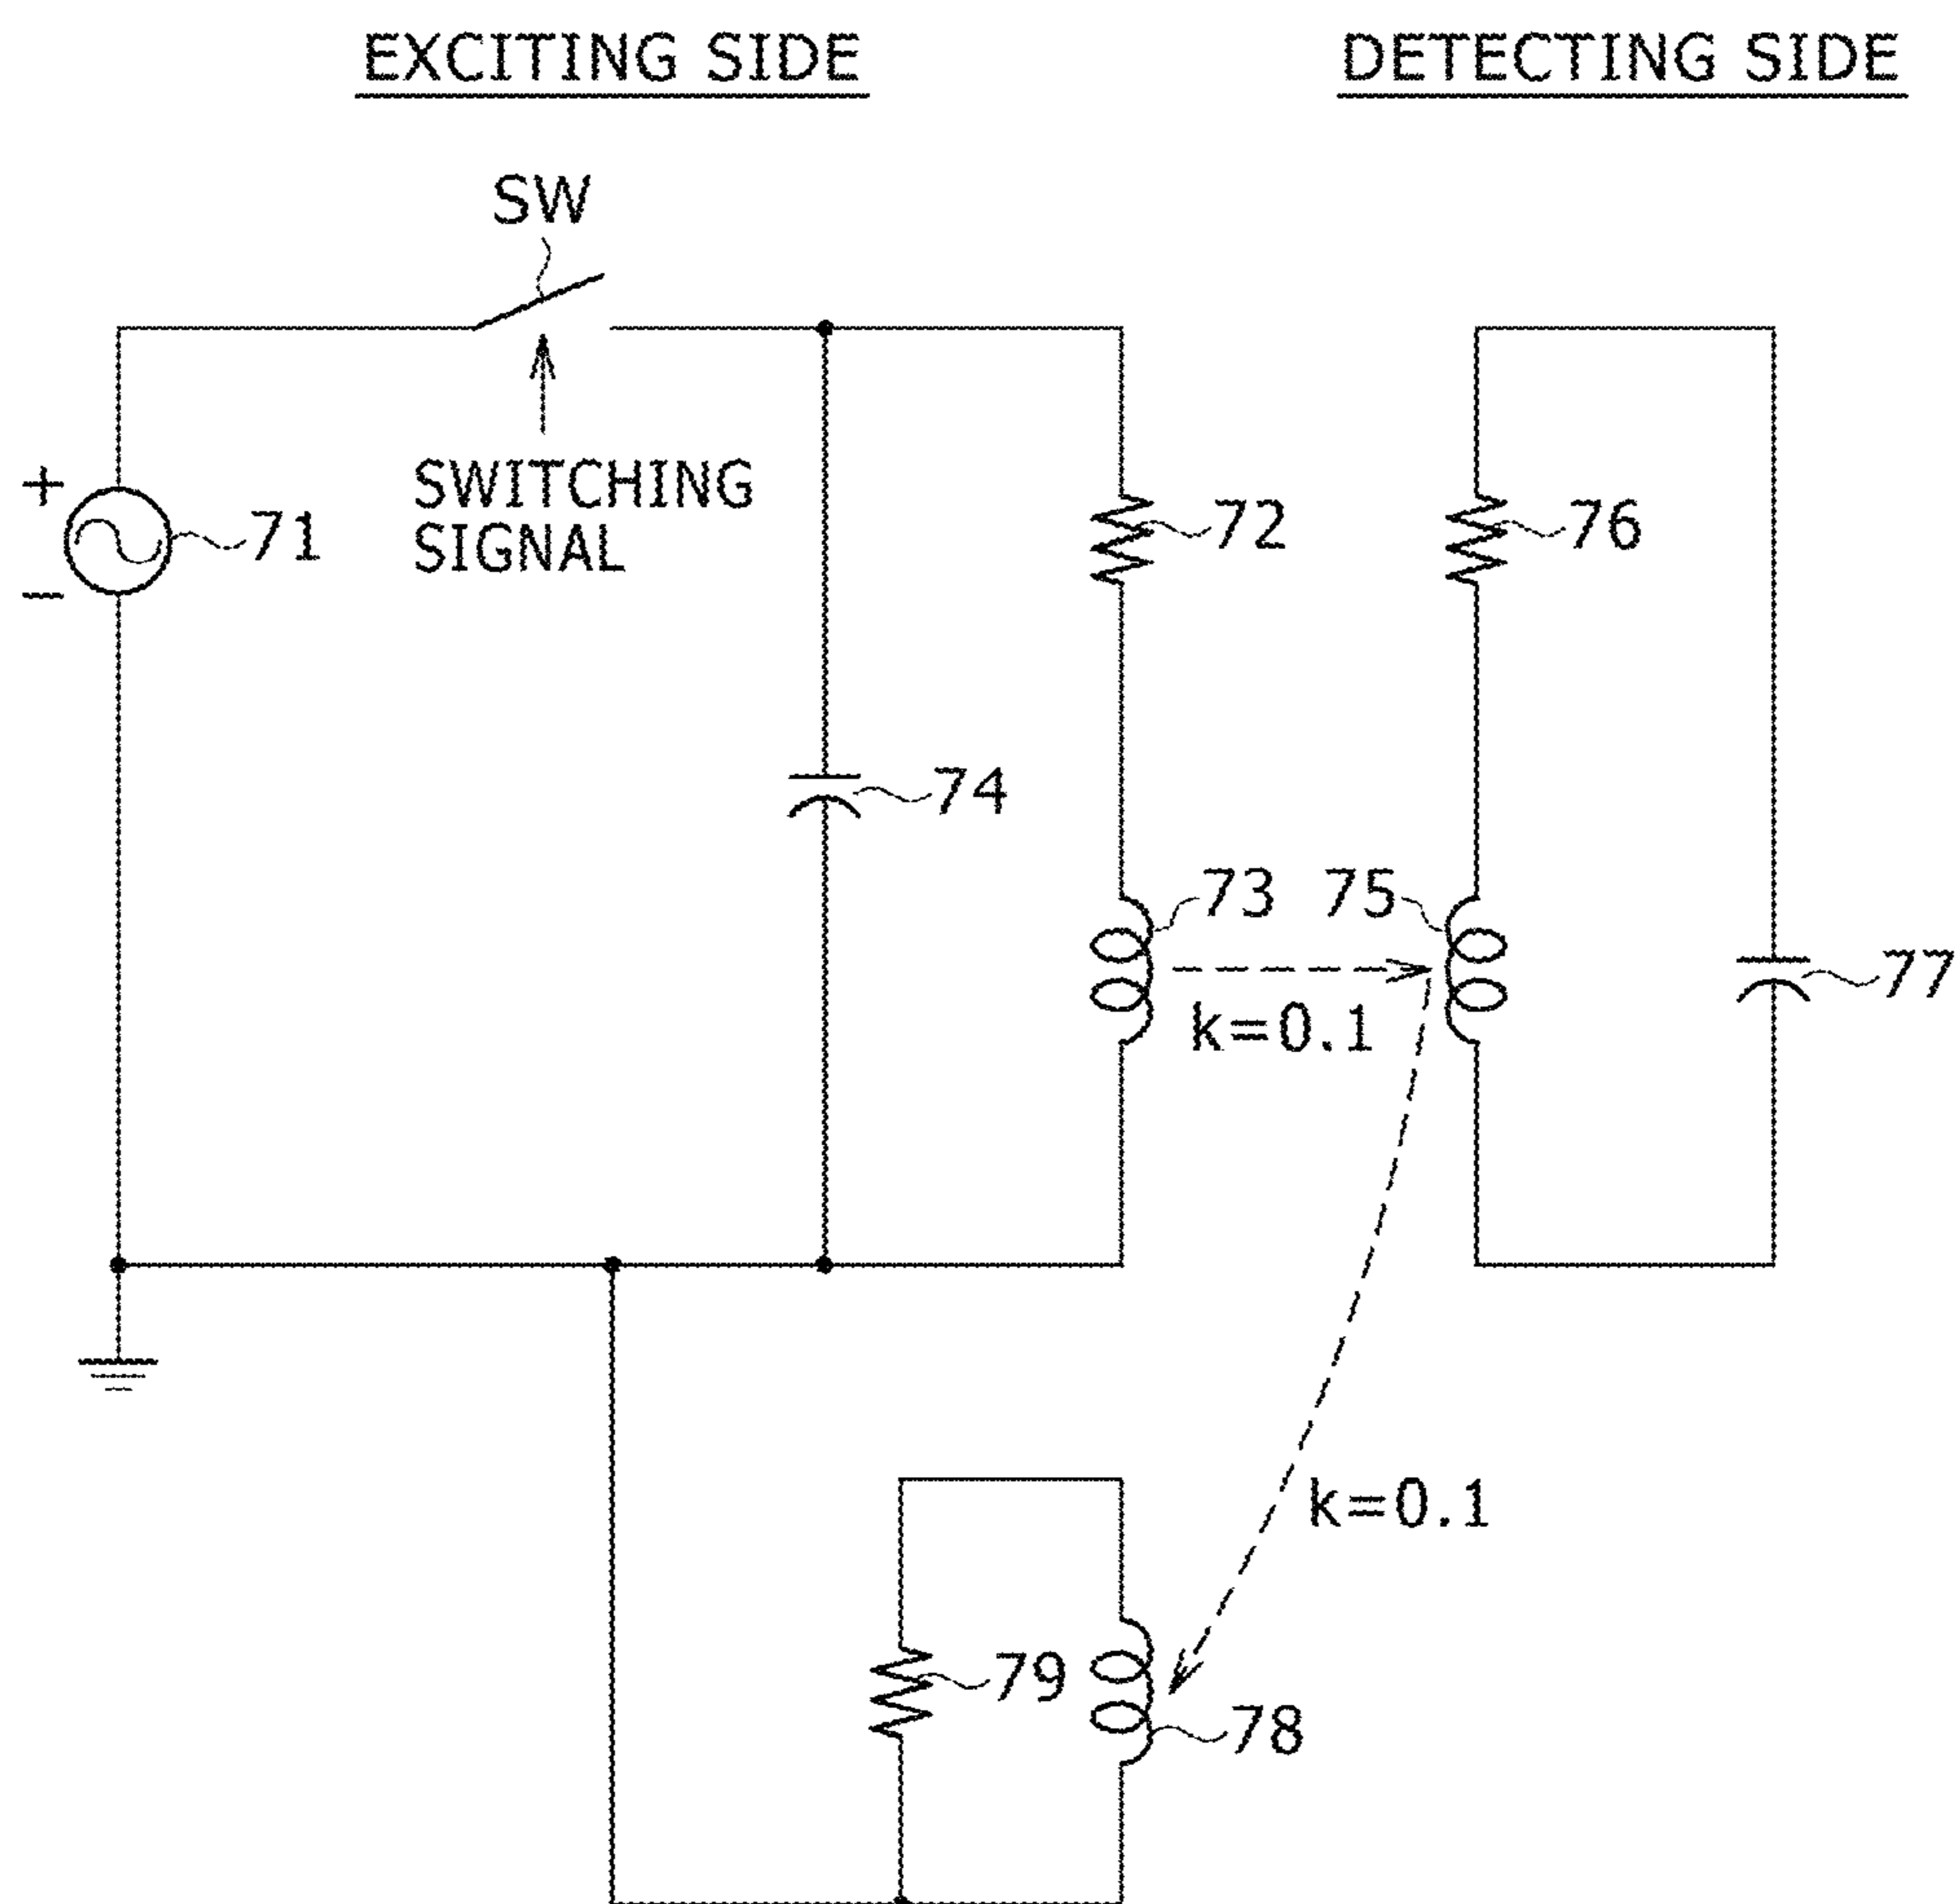 EXCITING SIDE
DETECTING SIDE
SW
+
71
−
SWITCHING
SIGNAL
72
76
74
73
75
77
k=0.1
k=0.1
79
78